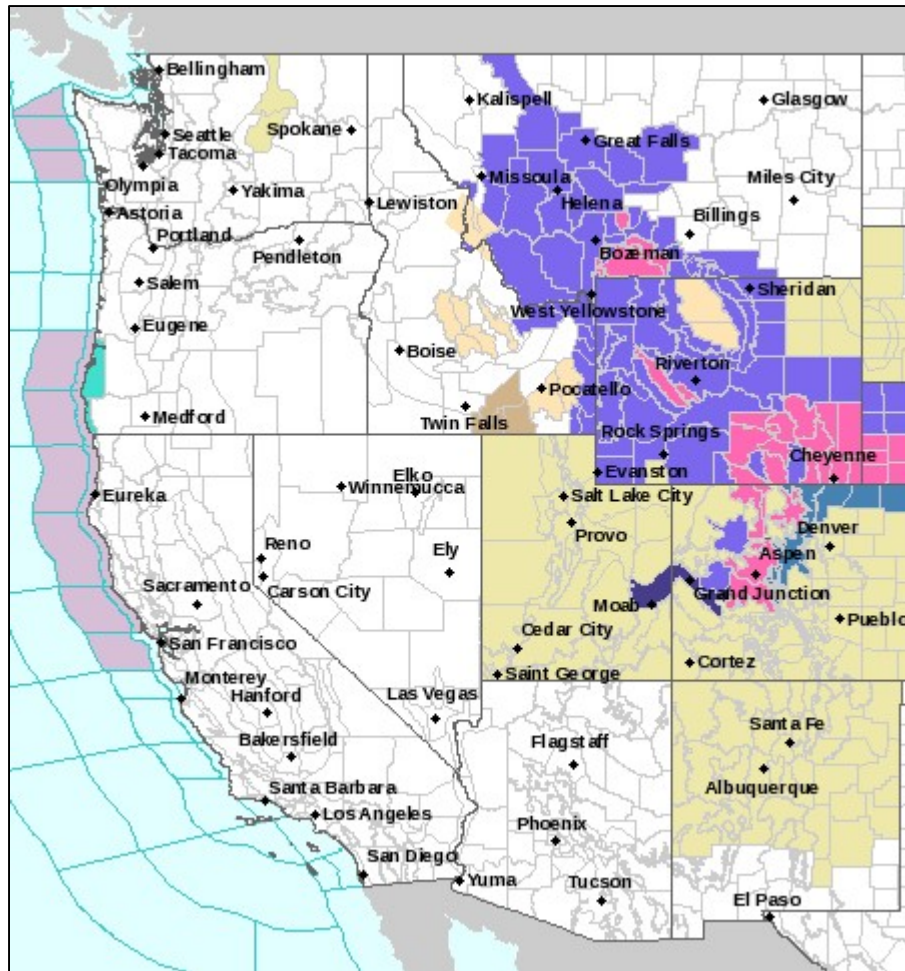 Bellingham
Kalispell
Glasgow
Spokane
Seattle
Tacoma
Great Falls
Olympia
Missoula
Miles City
Yakima
Helena
Lewiston
Astoria
Billings
Portland
Pendleton
Bozeman
Salem
Sheridan
West Yellowstone
Eugene
Boise
Riverton
Pocatello
Medford
Twin Falls
Rock Springs
Cheyenne
Evanston
Elko
Winnemucca
Eureka
Salt Lake City
Provo
Denver
Reno
Ely
Aspen
Carson City
Sacramento
Grand Junction
Moab
Pueblo
San Francisco
Cedar City
Cortez
Saint George
Monterey
Hanford
Las Vegas
Santa Fe
Bakersfield
Flagstaff
Albuquerque
Santa Barbara
Los Angeles
Phoenix
San Diego
Yuma
Tucson
El Paso